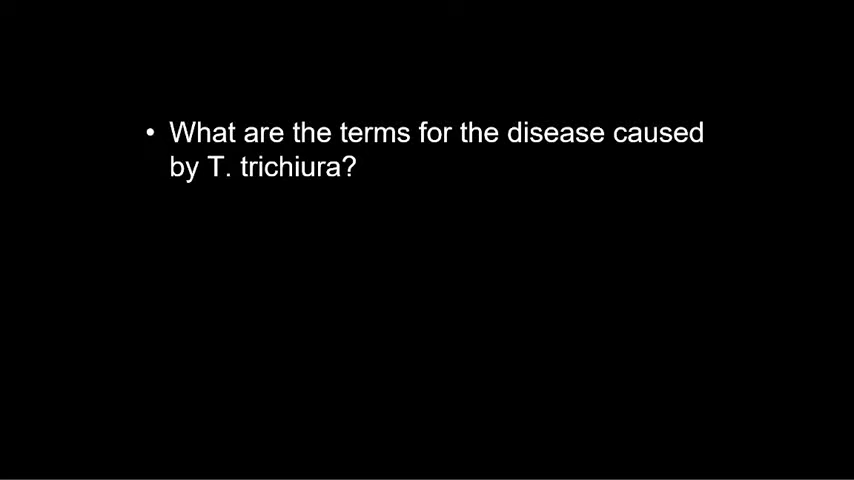 • What are the terms for the disease caused
by T. trichiura?